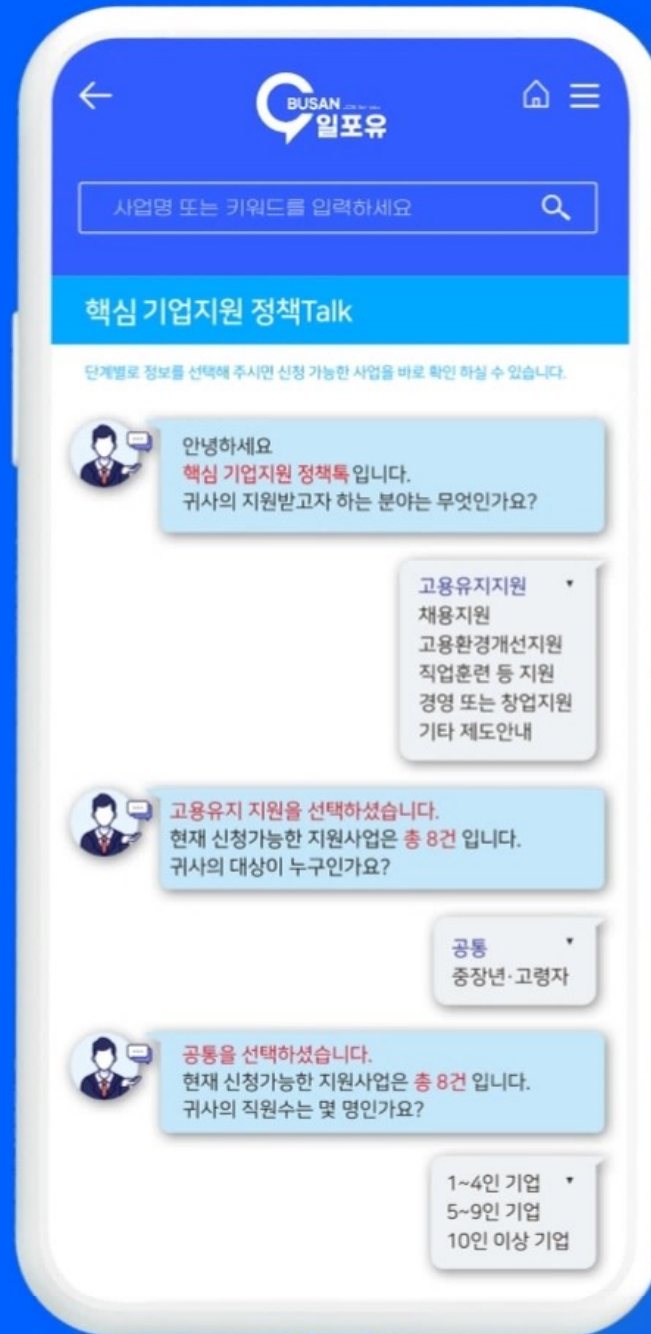 BUSAN
일포유
사업명 또는 키워드를 입력하세요
핵심 기업지원 정책Talk
단계별로 정보를 선택해 주시면 신청 가능한 사업을 바로 확인 하실 수 있습니다.
안녕하세요
핵심 기업지원 정책톡 입니다.
귀사의 지원받고자 하는 분야는 무엇인가요?
고용유지지원
채용지원
고용환경개선지원
직업훈련 등 지원
경영 또는 창업지원
기타 제도안내
고용유지 지원을 선택하셨습니다.
현재 신청가능한 지원사업은 총 8건 입니다.
귀사의 대상이 누구인가요?
공통
중장년·고령자
공통을 선택하셨습니다.
현재 신청가능한 지원사업은 총 8건 입니다.
귀사의 직원수는 몇 명인가요?
1~4인 기업
5~9인 기업
10인 이상 기업